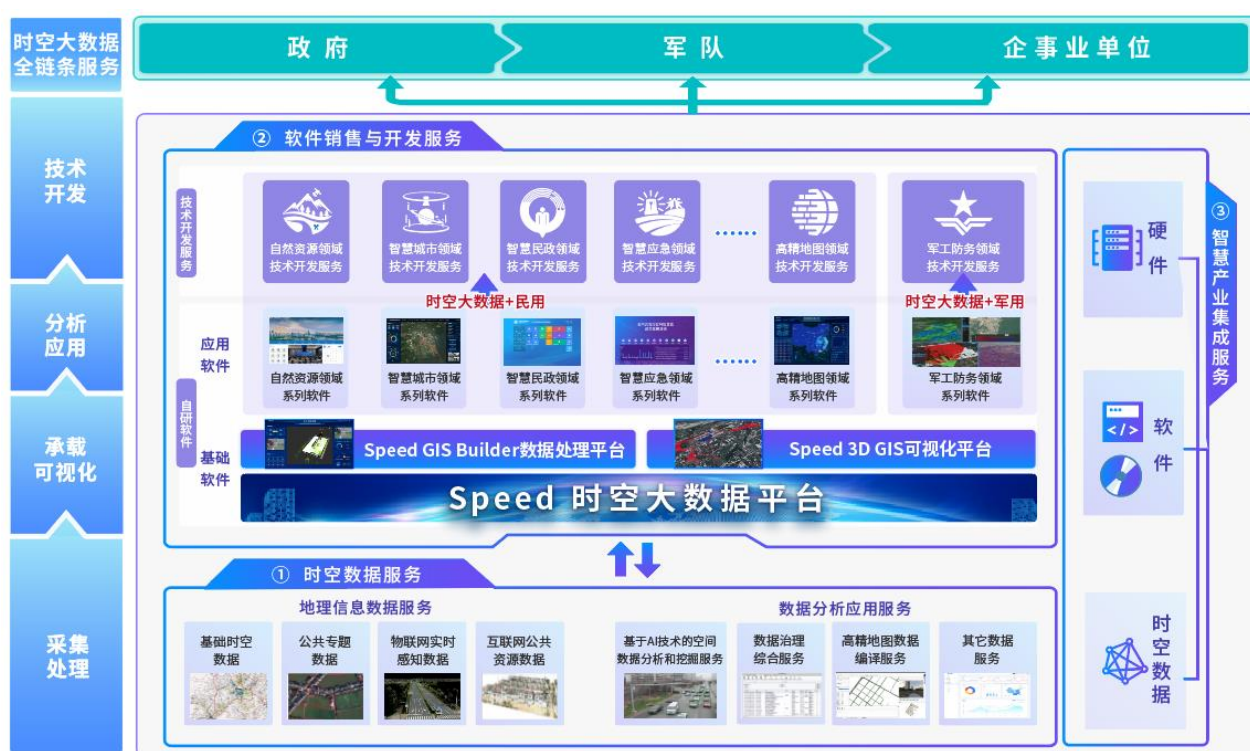 时空大数据
全链条服务
政府
军队
企事业单位
技术
开发
分析
应用
承载
可视化
采集
处理
② 软件销售与开发服务
技术开发服务
自然资源领域
技术开发服务
智慧城市领域
技术开发服务
智慧民政领域
技术开发服务
智慧应急领域
技术开发服务
......
高精地图领域
技术开发服务
军工防务领域
技术开发服务
时空大数据+民用
时空大数据+军用
自研软件
应用
软件
自然资源领域
系列软件
智慧城市领域
系列软件
智慧民政领域
系列软件
智慧应急领域
系列软件
......
高精地图领域
系列软件
军工防务领域
系列软件
基础
软件
Speed GIS Builder数据处理平台
Speed 3D GIS可视化平台
Speed 时空大数据平台
① 时空数据服务
地理信息数据服务
基础时空
数据
公共专题
数据
物联网实时
感知数据
互联网公共
资源数据
数据分析应用服务
基于AI技术的空间
数据分析和挖掘服务
数据治理
综合服务
高精地图数据
编译服务
其它数据
服务
③智慧产业集成服务
硬件
</>
软件
时空数据